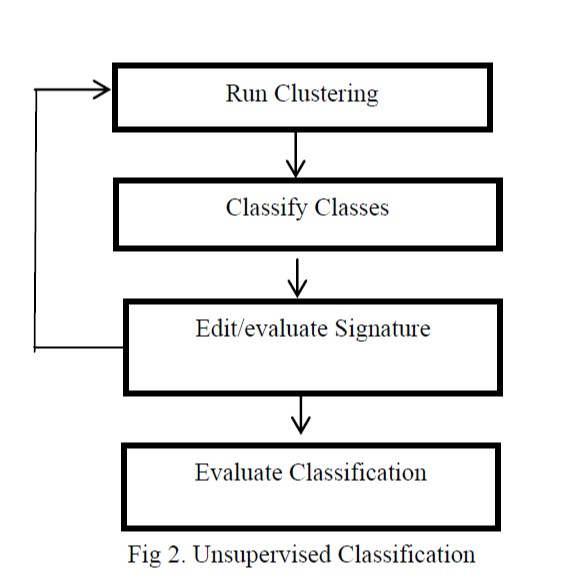 Run Clustering
Classify Classes
Edit/evaluate Signature
Evaluate Classification
Fig 2. Unsupervised Classification